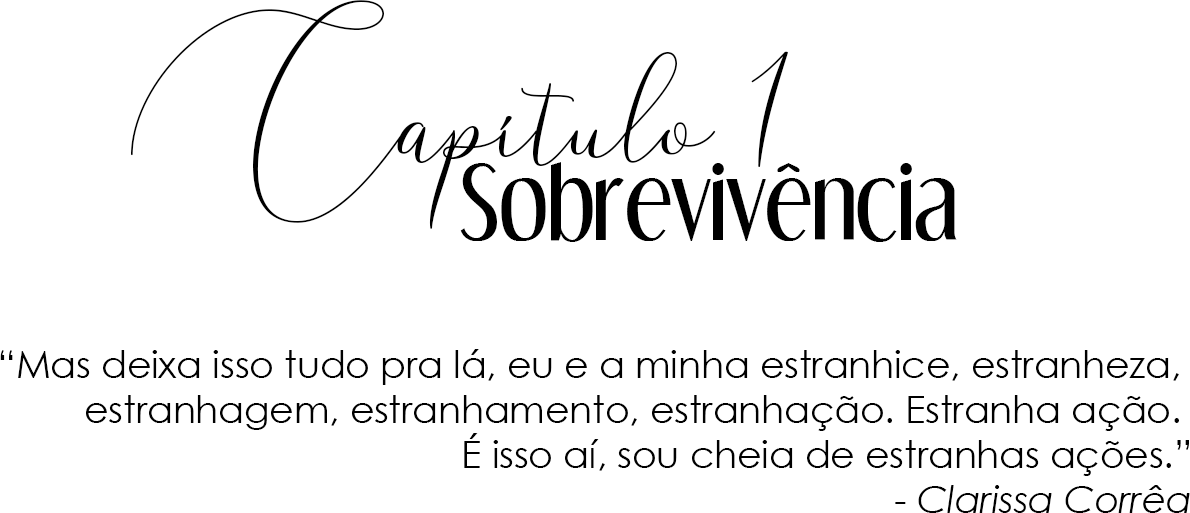 Capítulo 1
Sobrevivência
“Mas deixa isso tudo pra lá, eu e a minha estranhice, estranheza,
estranhagem, estranhamento, estranhação. Estranha ação.
É isso aí, sou cheia de estranhas ações.”
- Clarissa Corrêa